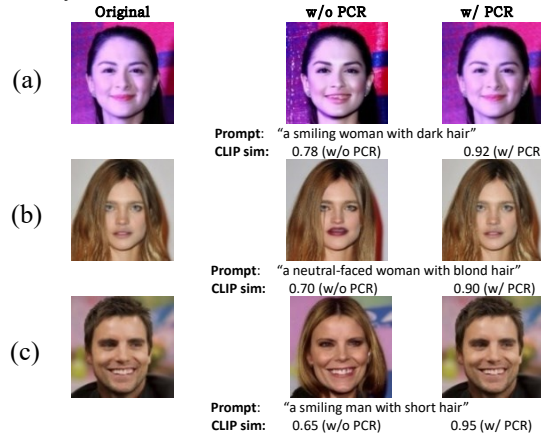 Original w/o PCR w/ PCR
(a)
Prompt: “a smiling woman with dark hair”
CLIP sim: 0.78 (w/o PCR) 0.92 (w/ PCR
(b)
Prompt: “a neutral-faced woman with blond hair”
CLIP sim: 0.70 (w/o PCR) 0.90 (w/ PCR)
(c)
Prompt: “a smiling man with short hair”
CLIP sim: 0.65 (w/o PCR) 0.95 (w/ PCR)